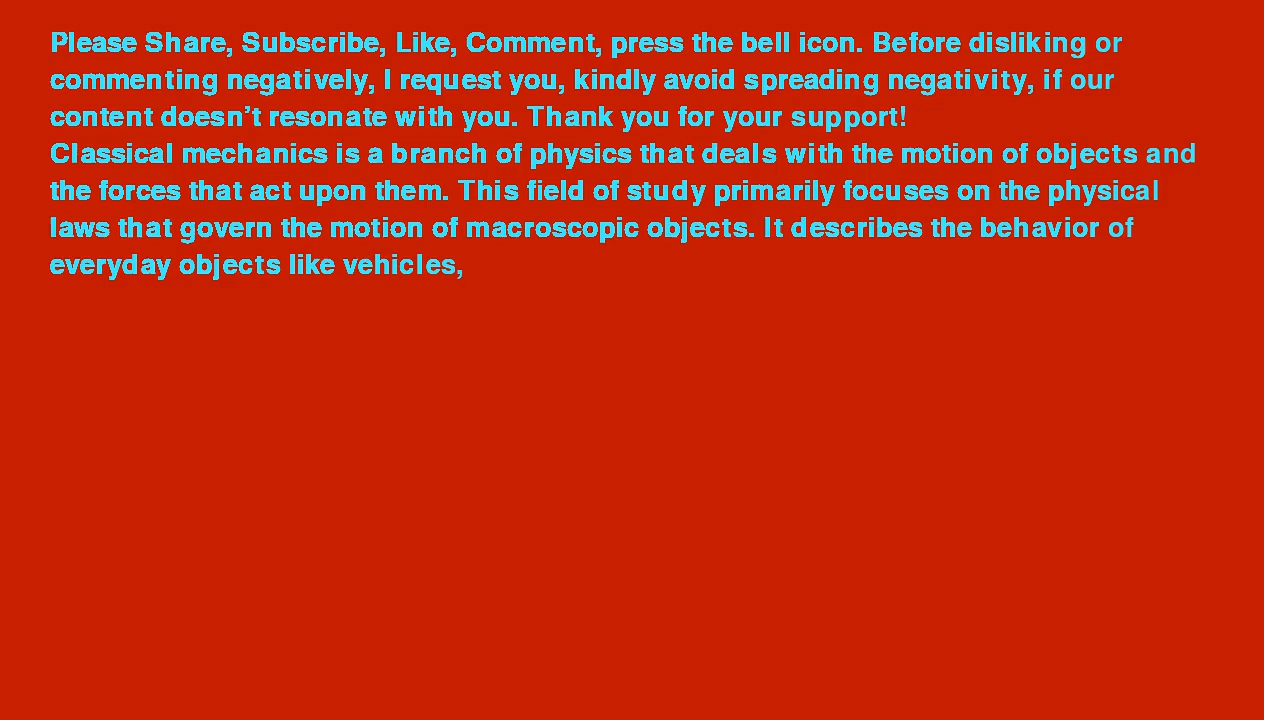 Please Share, Subscribe, Like, Comment, press the bell icon. Before disliking or
commenting negatively, I request you, kindly avoid spreading negativity, if our
content doesn’t resonate with you. Thank you for your support!
Classical mechanics is a branch of physics that deals with the motion of objects and
the forces that act upon them. This field of study primarily focuses on the physical
laws that govern the motion of macroscopic objects. It describes the behavior of
everyday objects like vehicles,